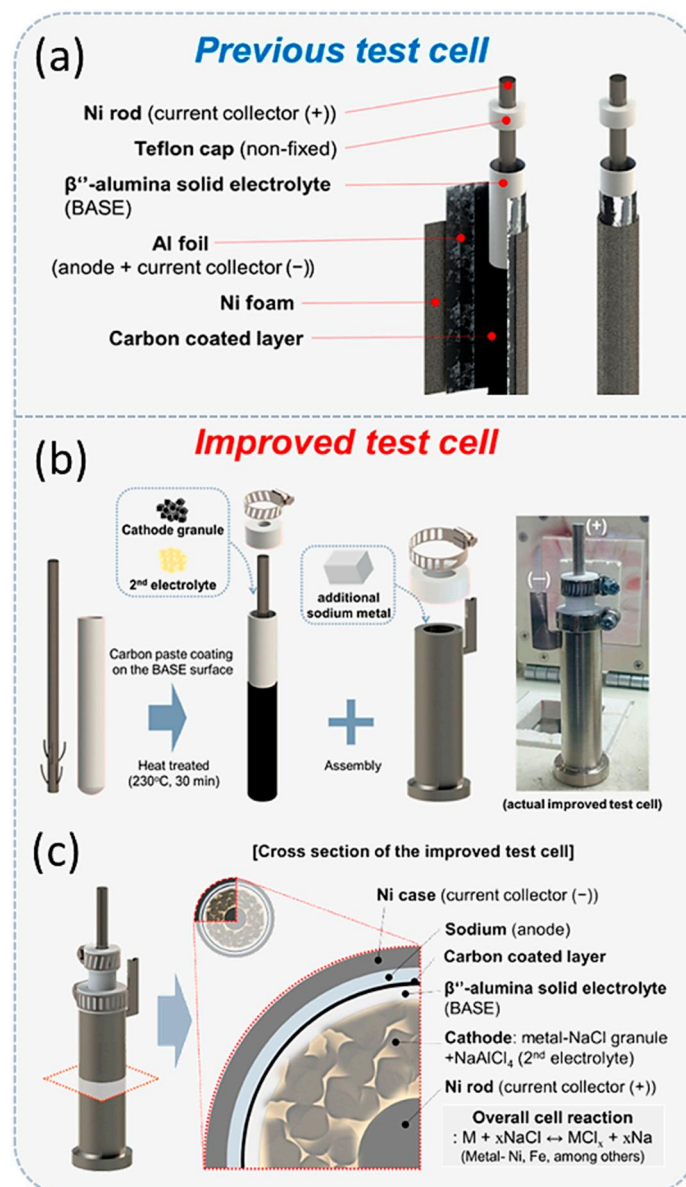 (a)
Previous test cell
Ni rod (current collector (+))
Teflon cap (non-fixed)
β‘’-alumina solid electrolyte
(BASE)
Al foil
(anode + current collector (−))
Ni foam
Carbon coated layer
(b)
Improved test cell
Cathode granule
2nd electrolyte
Carbon paste coating
on the BASE surface
Heat treated
(230°C, 30 min)
additional
sodium metal
Assembly
(+)
(−)
(actual improved test cell)
(c)
[Cross section of the improved test cell]
Ni case (current collector (−))
Sodium (anode)
Carbon coated layer
β‘’-alumina solid electrolyte
(BASE)
Cathode: metal-NaCl granule
+NaAlCl₄ (2nd electrolyte)
Ni rod (current collector (+))
Overall cell reaction
: M + xNaCl ↔ MClₓ + xNa
(Metal- Ni, Fe, among others)